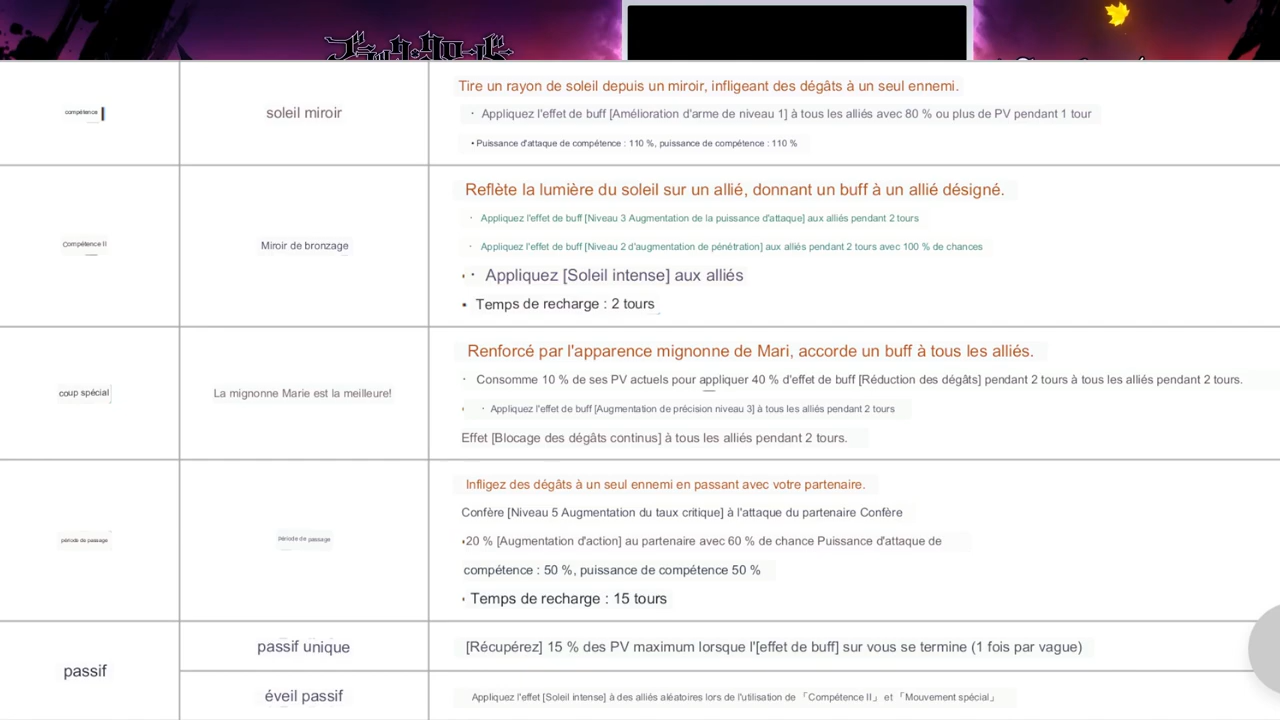 compétence
soleil miroir
Tire un rayon de soleil depuis un miroir, infligeant des dégâts à un seul ennemi.
· Appliquez l'effet de buff [Amélioration d'arme de niveau 1] à tous les alliés avec 80 % ou plus de PV pendant 1 tour
• Puissance d'attaque de compétence : 110 %, puissance de compétence : 110 %
Compétence II
Miroir de bronzage
Reflète la lumière du soleil sur un allié, donnant un buff à un allié désigné.
· Appliquez l'effet de buff [Niveau 3 Augmentation de la puissance d'attaque] aux alliés pendant 2 tours
· Appliquez l'effet de buff [Niveau 2 d'augmentation de pénétration] aux alliés pendant 2 tours avec 100 % de chances
· Appliquez [Soleil intense] aux alliés
• Temps de recharge : 2 tours
coup spécial
La mignonne Marie est la meilleure!
Renforcé par l'apparence mignonne de Mari, accorde un buff à tous les alliés.
· Consomme 10 % de ses PV actuels pour appliquer 40 % d'effet de buff [Réduction des dégâts] pendant 2 tours à tous les alliés pendant 2 tours.
· Appliquez l'effet de buff [Augmentation de précision niveau 3] à tous les alliés pendant 2 tours
Effet [Blocage des dégâts continus] à tous les alliés pendant 2 tours.
période de passage
période de passage
Infligez des dégâts à un seul ennemi en passant avec votre partenaire.
Confère [Niveau 5 Augmentation du taux critique] à l'attaque du partenaire Confère
•20 % [Augmentation d'action] au partenaire avec 60 % de chance Puissance d'attaque de
compétence : 50 %, puissance de compétence 50 %
· Temps de recharge : 15 tours
passif
passif unique
[Récupérez] 15 % des PV maximum lorsque l'[effet de buff] sur vous se termine (1 fois par vague)
éveil passif
Appliquez l'effet [Soleil intense] à des alliés aléatoires lors de l'utilisation de 「Compétence II」 et 「Mouvement spécial」